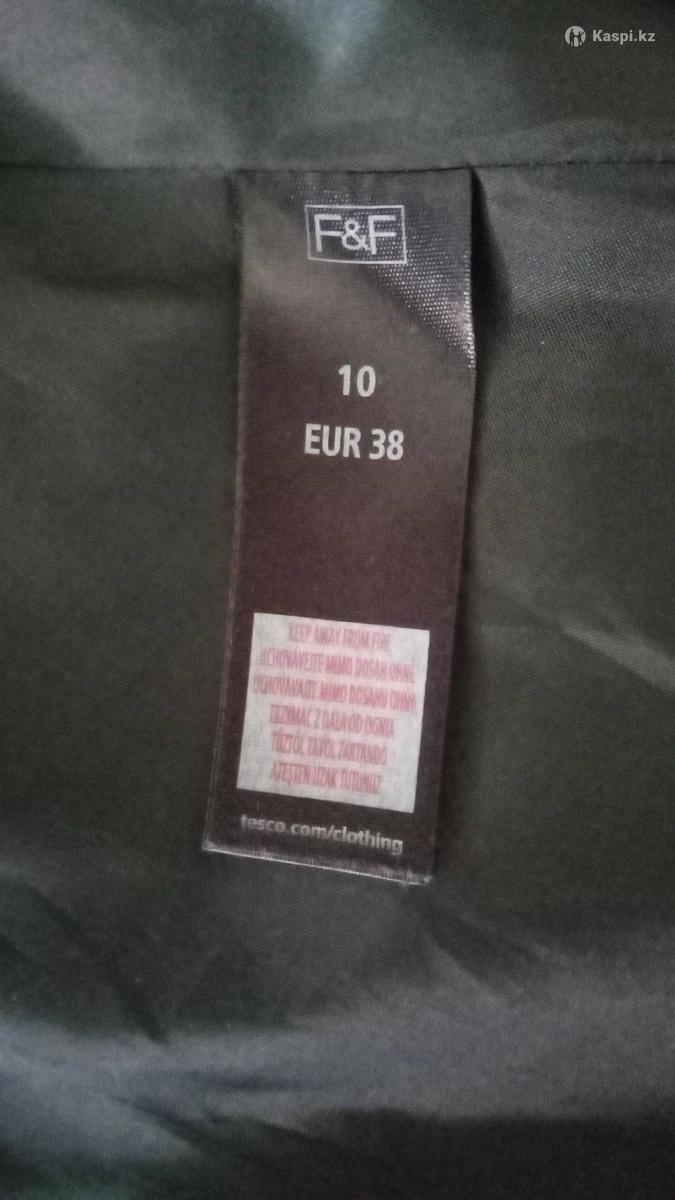 Kaspi.kz
F&F
10
EUR 38
KEEP AWAY FROM FIRE
UCHOVÁVEJTE MIMO DOSAH OHNĚ
UCHOVÁVAJTE MIMO DOSAHU OHŇA
TRZYMAĆ Z DALA OD OGNIA
TŰZTŐL TÁVOL TARTANDÓ
ATEŞTEN UZAK TUTUNUZ
tesco.com/clothing